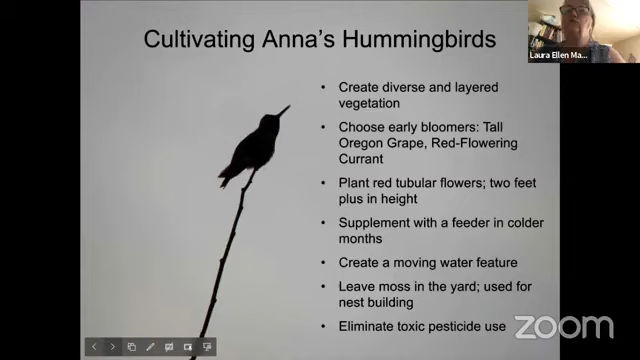 Cultivating Anna's Hummingbirds
Laura Ellen Ma...
• Create diverse and layered
vegetation
• Choose early bloomers: Tall
Oregon Grape, Red-Flowering
Currant
• Plant red tubular flowers; two feet
plus in height
• Supplement with a feeder in colder
months
• Create a moving water feature
• Leave moss in the yard; used for
nest building
• Eliminate toxic pesticide use
zoom